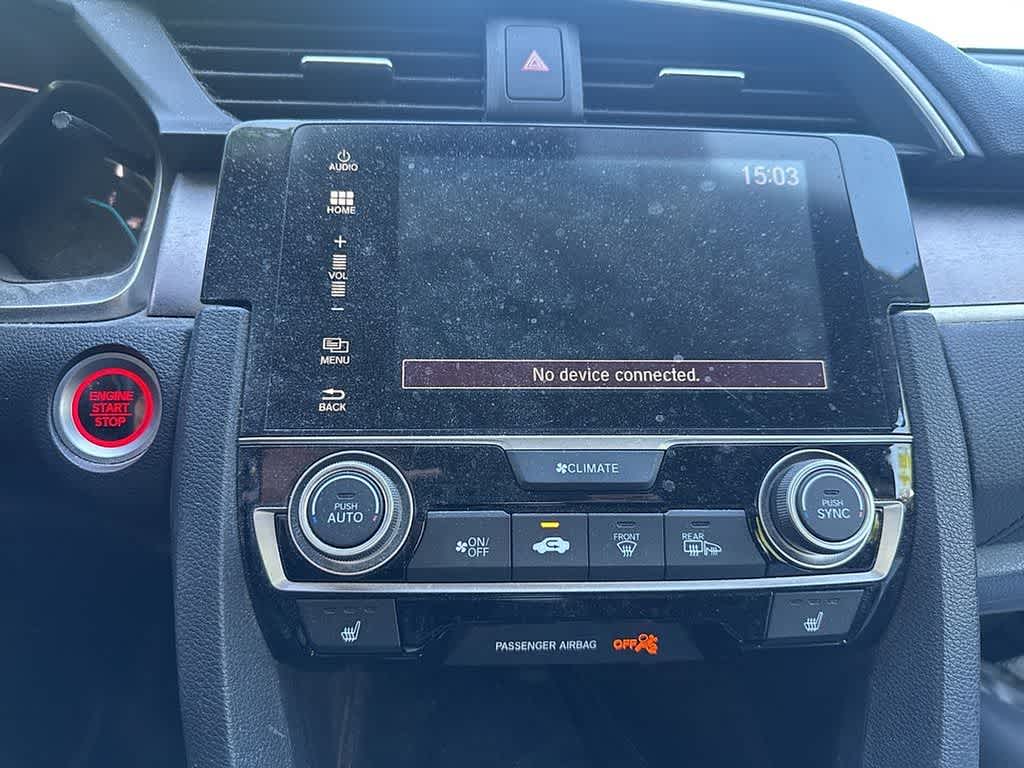 AUDIO
15:03
HOME
+
VOL
–
MENU
No device connected.
BACK
ENGINE
START
STOP
CLIMATE
PUSH
AUTO
PUSH
SYNC
ON/
OFF
FRONT
REAR
PASSENGER AIRBAG OFF